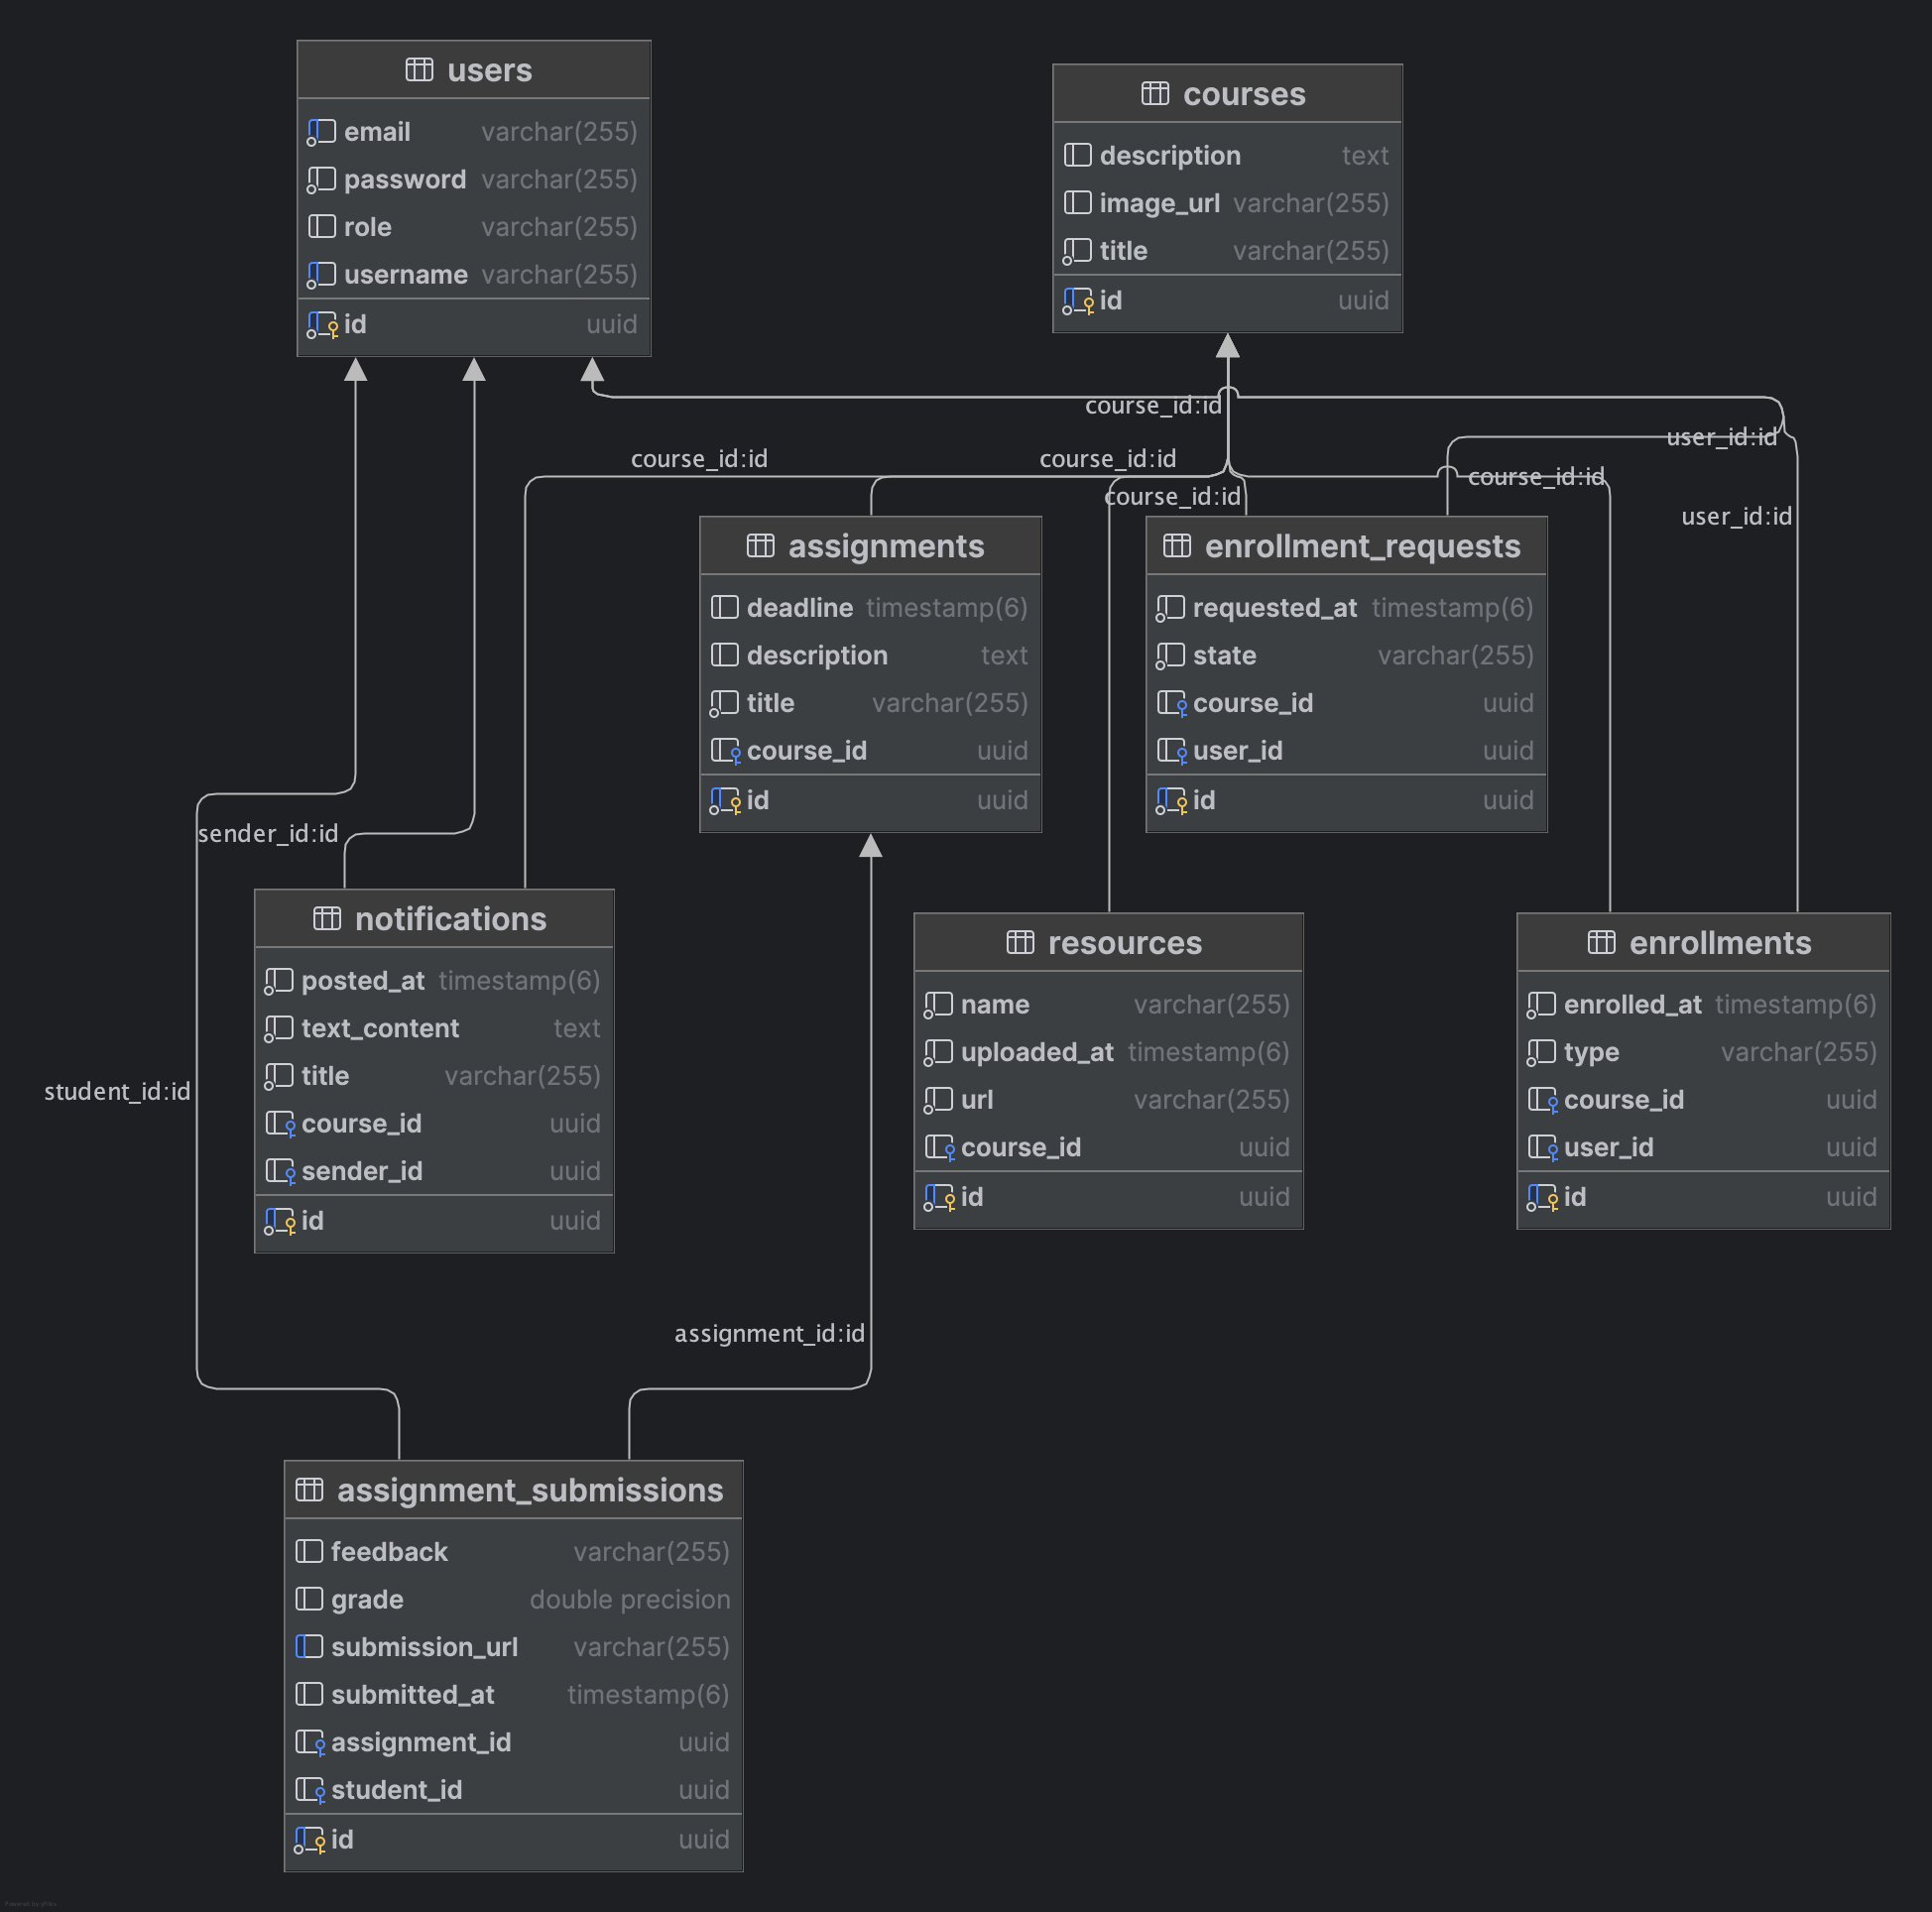 users
email varchar(255)
password varchar(255)
role varchar(255)
username varchar(255)
id uuid
courses
description text
image_url varchar(255)
title varchar(255)
id uuid
course_id:id
user_id:id
course_id:id
course_id:id
course_id:id
course_id:id
user_id:id
assignments
deadline timestamp(6)
description text
title varchar(255)
course_id uuid
id uuid
enrollment_requests
requested_at timestamp(6)
state varchar(255)
course_id uuid
user_id uuid
id uuid
sender_id:id
notifications
posted_at timestamp(6)
text_content text
title varchar(255)
course_id uuid
sender_id uuid
id uuid
resources
name varchar(255)
uploaded_at timestamp(6)
url varchar(255)
course_id uuid
id uuid
enrollments
enrolled_at timestamp(6)
type varchar(255)
course_id uuid
user_id uuid
id uuid
student_id:id
assignment_id:id
assignment_submissions
feedback varchar(255)
grade double precision
submission_url varchar(255)
submitted_at timestamp(6)
assignment_id uuid
student_id uuid
id uuid